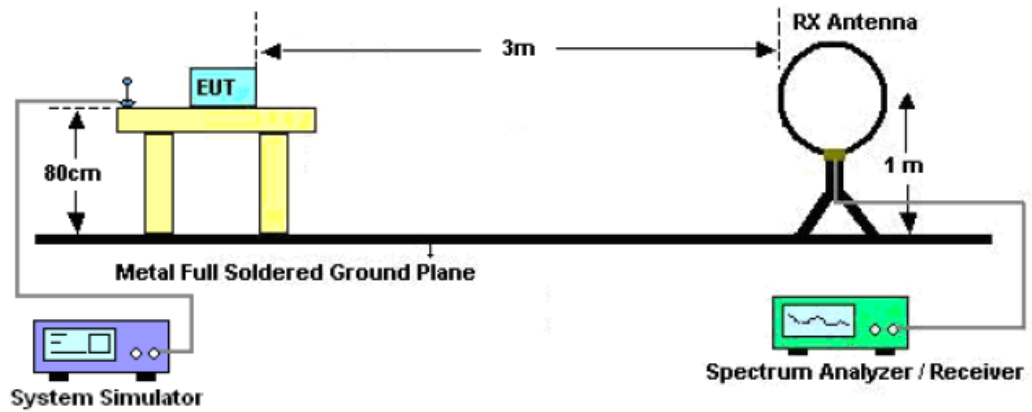 RX Antenna
3m
EUT
80cm
1 m
Metal Full Soldered Ground Plane
System Simulator
Spectrum Analyzer / Receiver